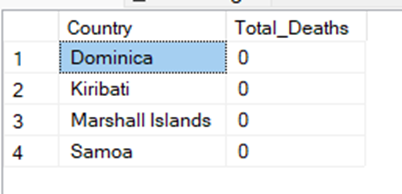 Country Total_Deaths
1 Dominica 0
2 Kiribati 0
3 Marshall Islands 0
4 Samoa 0